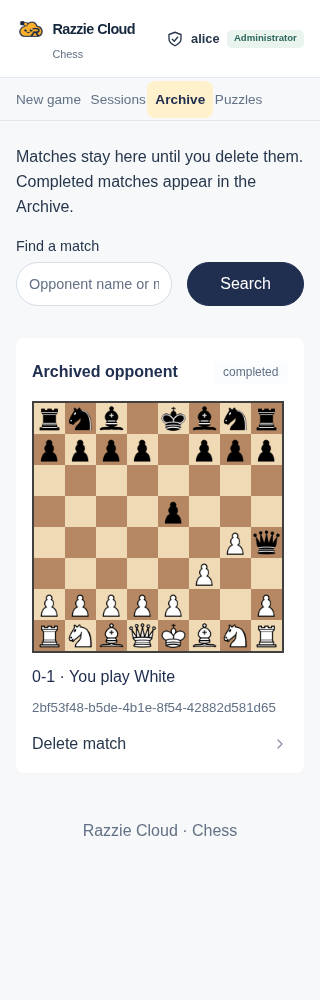 Razzie Cloud
Chess
alice
Administrator
New game
Sessions
Archive
Puzzles
Matches stay here until you delete them.
Completed matches appear in the
Archive.
Find a match
Opponent name or n
Search
Archived opponent
completed
0-1 · You play White
2bf53f48-b5de-4b1e-8f54-42882d581d65
Delete match
Razzie Cloud · Chess